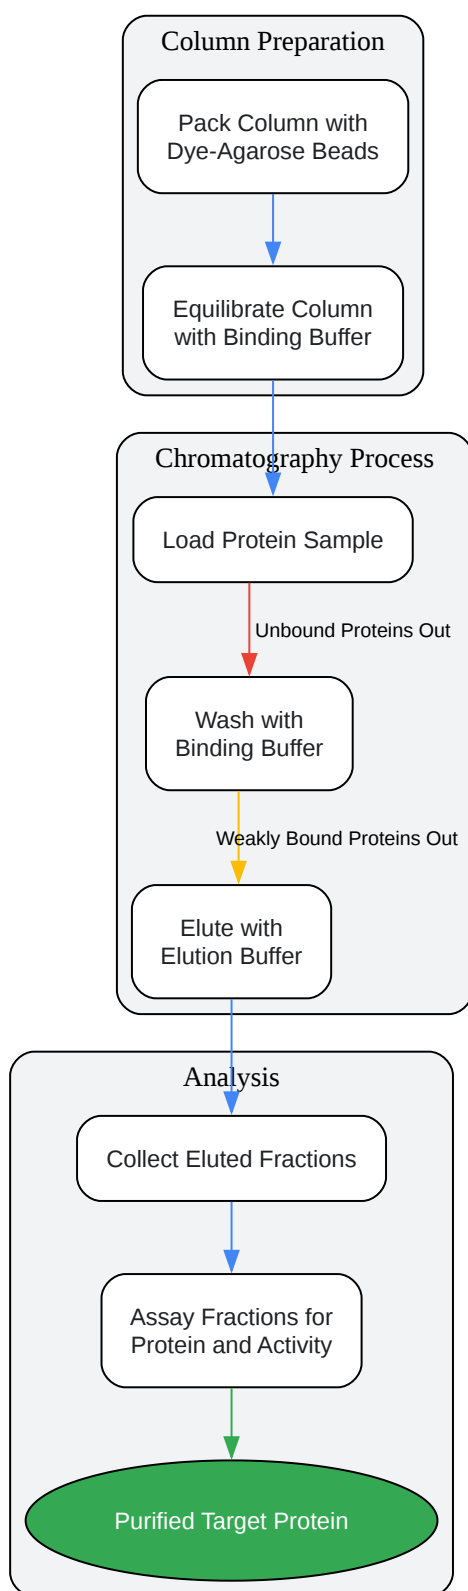 Column Preparation
Pack Column with
Dye-Agarose Beads
Equilibrate Column
with Binding Buffer
Chromatography Process
Load Protein Sample
Unbound Proteins Out
Wash with
Binding Buffer
Weakly Bound Proteins Out
Elute with
Elution Buffer
Analysis
Collect Eluted Fractions
Assay Fractions for
Protein and Activity
Purified Target Protein